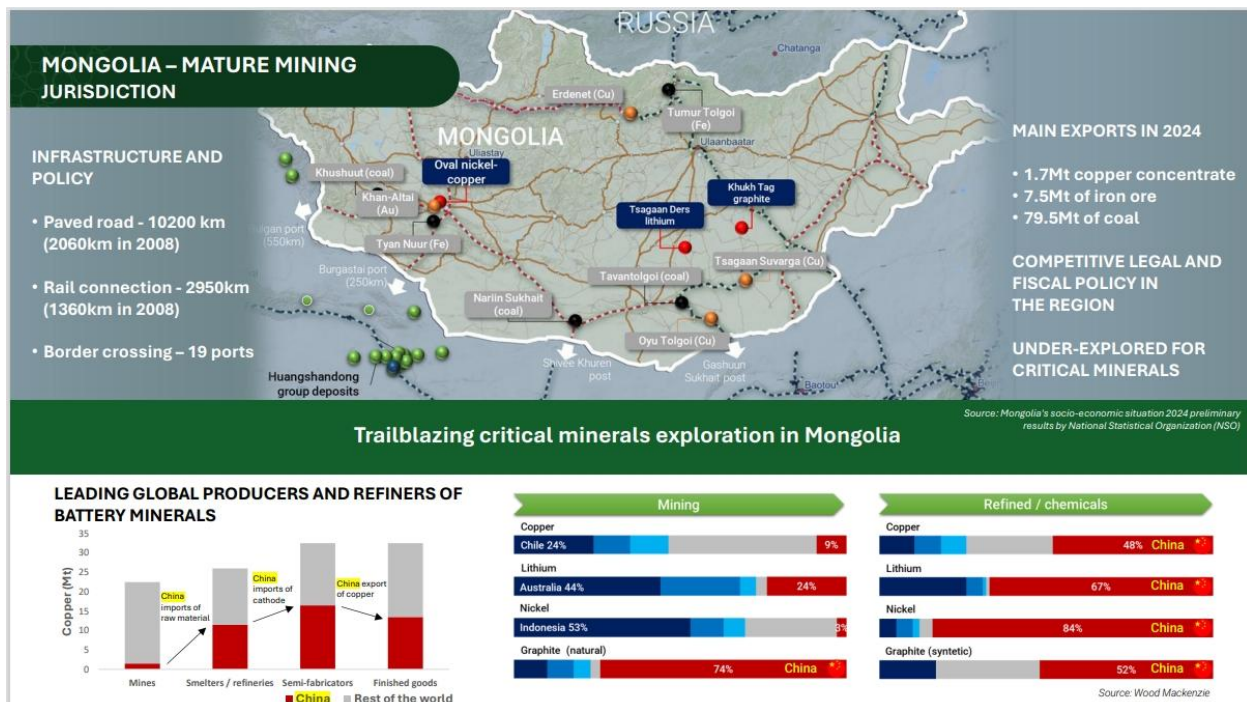 RUSSIA
Chatanga
MONGOLIA – MATURE MINING
JURISDICTION
Erdenet (Cu)
Tumur Tolgoi
(Fe)
MONGOLIA
Ulaanbaatar
Uliastay
INFRASTRUCTURE AND
POLICY
• Paved road - 10200 km
(2060km in 2008)
• Rail connection - 2950km
(1360km in 2008)
• Border crossing – 19 ports
Khushuut (coal)
Oval nickel-
copper
Khan-Altai
(Au)
Tyan Nuur (Fe)
port
(550km)
Burgastai port
(250km)
Khukh Tag
graphite
Tsagaan Ders
lithium
Tsagaan Suvarga (Cu)
Tavantolgoi (coal)
Nariin Sukhait
(coal)
Oyu Tolgoi (Cu)
Shivee Khuren
post
Gashuun
Sukhait post
Baotou
Huangshandong
group deposits
MAIN EXPORTS IN 2024
• 1.7Mt copper concentrate
• 7.5Mt of iron ore
• 79.5Mt of coal
COMPETITIVE LEGAL AND
FISCAL POLICY IN
THE REGION
UNDER-EXPLORED FOR
CRITICAL MINERALS
Source: Mongolia's socio-economic situation 2024 preliminary
results by National Statistical Organization (NSO)
Trailblazing critical minerals exploration in Mongolia
LEADING GLOBAL PRODUCERS AND REFINERS OF
BATTERY MINERALS
Copper (Mt)
35
30
25
20
15
10
5
0
China
imports of
raw material
China
imports of
cathode
China export
of copper
Mines
Smelters / refineries
Semi-fabricators
Finished goods
China
Rest of the world
Mining
Copper
Chile 24%
9%
Lithium
Australia 44%
24%
Nickel
Indonesia 53%
3%
Graphite (natural)
74%
China
Refined / chemicals
Copper
48%
China
Lithium
67%
China
Nickel
84%
China
Graphite (syntetic)
52%
China
Source: Wood Mackenzie